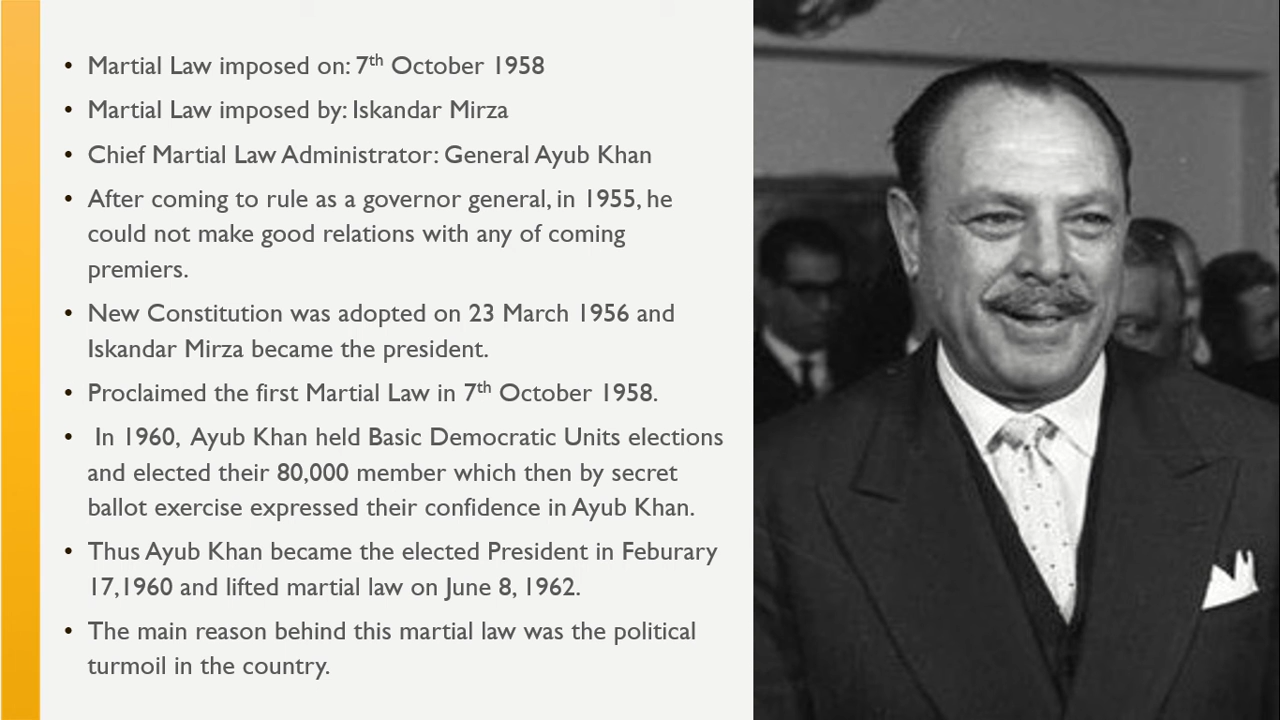 • Martial Law imposed on: 7th October 1958
• Martial Law imposed by: Iskandar Mirza
• Chief Martial Law Administrator: General Ayub Khan
• After coming to rule as a governor general, in 1955, he
could not make good relations with any of coming
premiers.
• New Constitution was adopted on 23 March 1956 and
Iskandar Mirza became the president.
• Proclaimed the first Martial Law in 7th October 1958.
• In 1960, Ayub Khan held Basic Democratic Units elections
and elected their 80,000 member which then by secret
ballot exercise expressed their confidence in Ayub Khan.
• Thus Ayub Khan became the elected President in Feburary
17,1960 and lifted martial law on June 8, 1962.
• The main reason behind this martial law was the political
turmoil in the country.